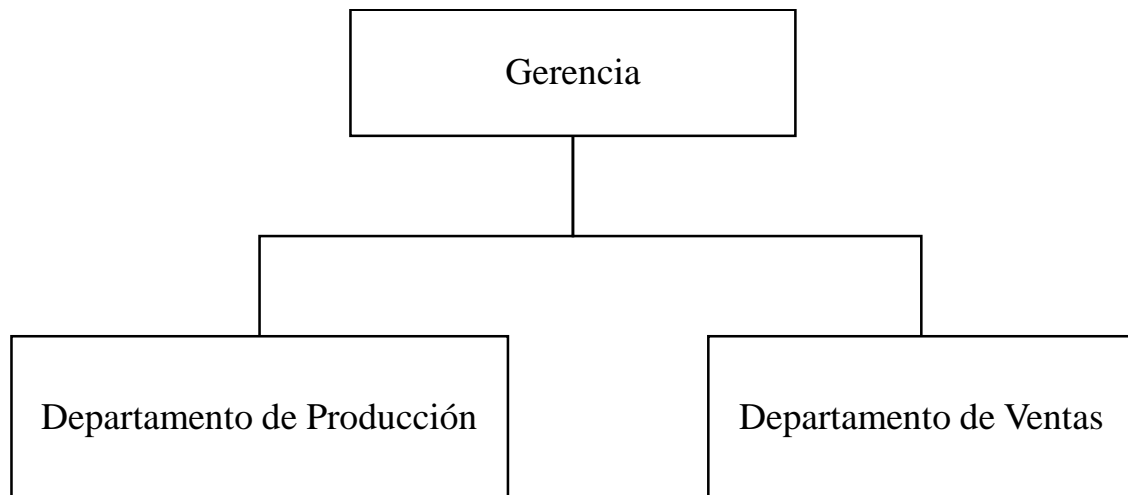 Gerencia
Departamento de Producción
Departamento de Ventas